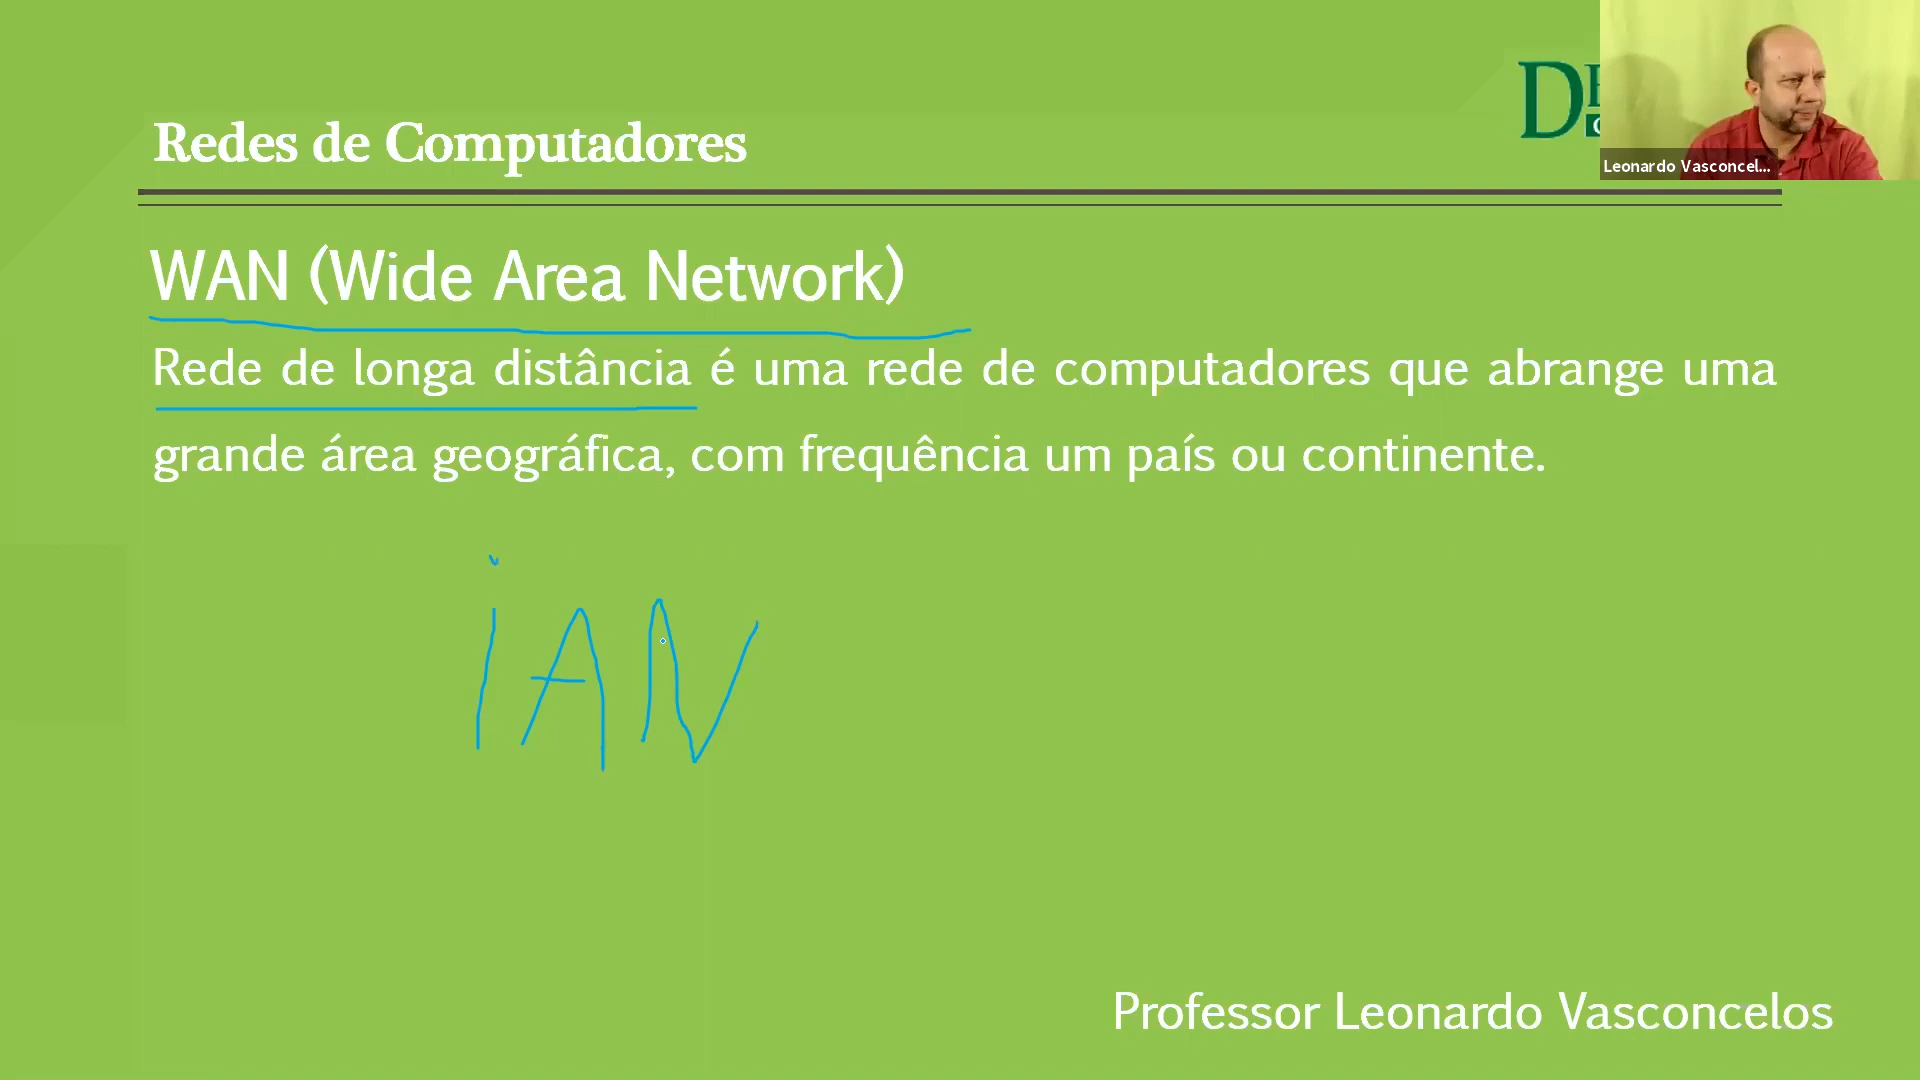 Redes de Computadores
D
Leonardo Vasconcel...
WAN (Wide Area Network)
Rede de longa distância é uma rede de computadores que abrange uma
grande área geográfica, com frequência um país ou continente.
iAN
Professor Leonardo Vasconcelos